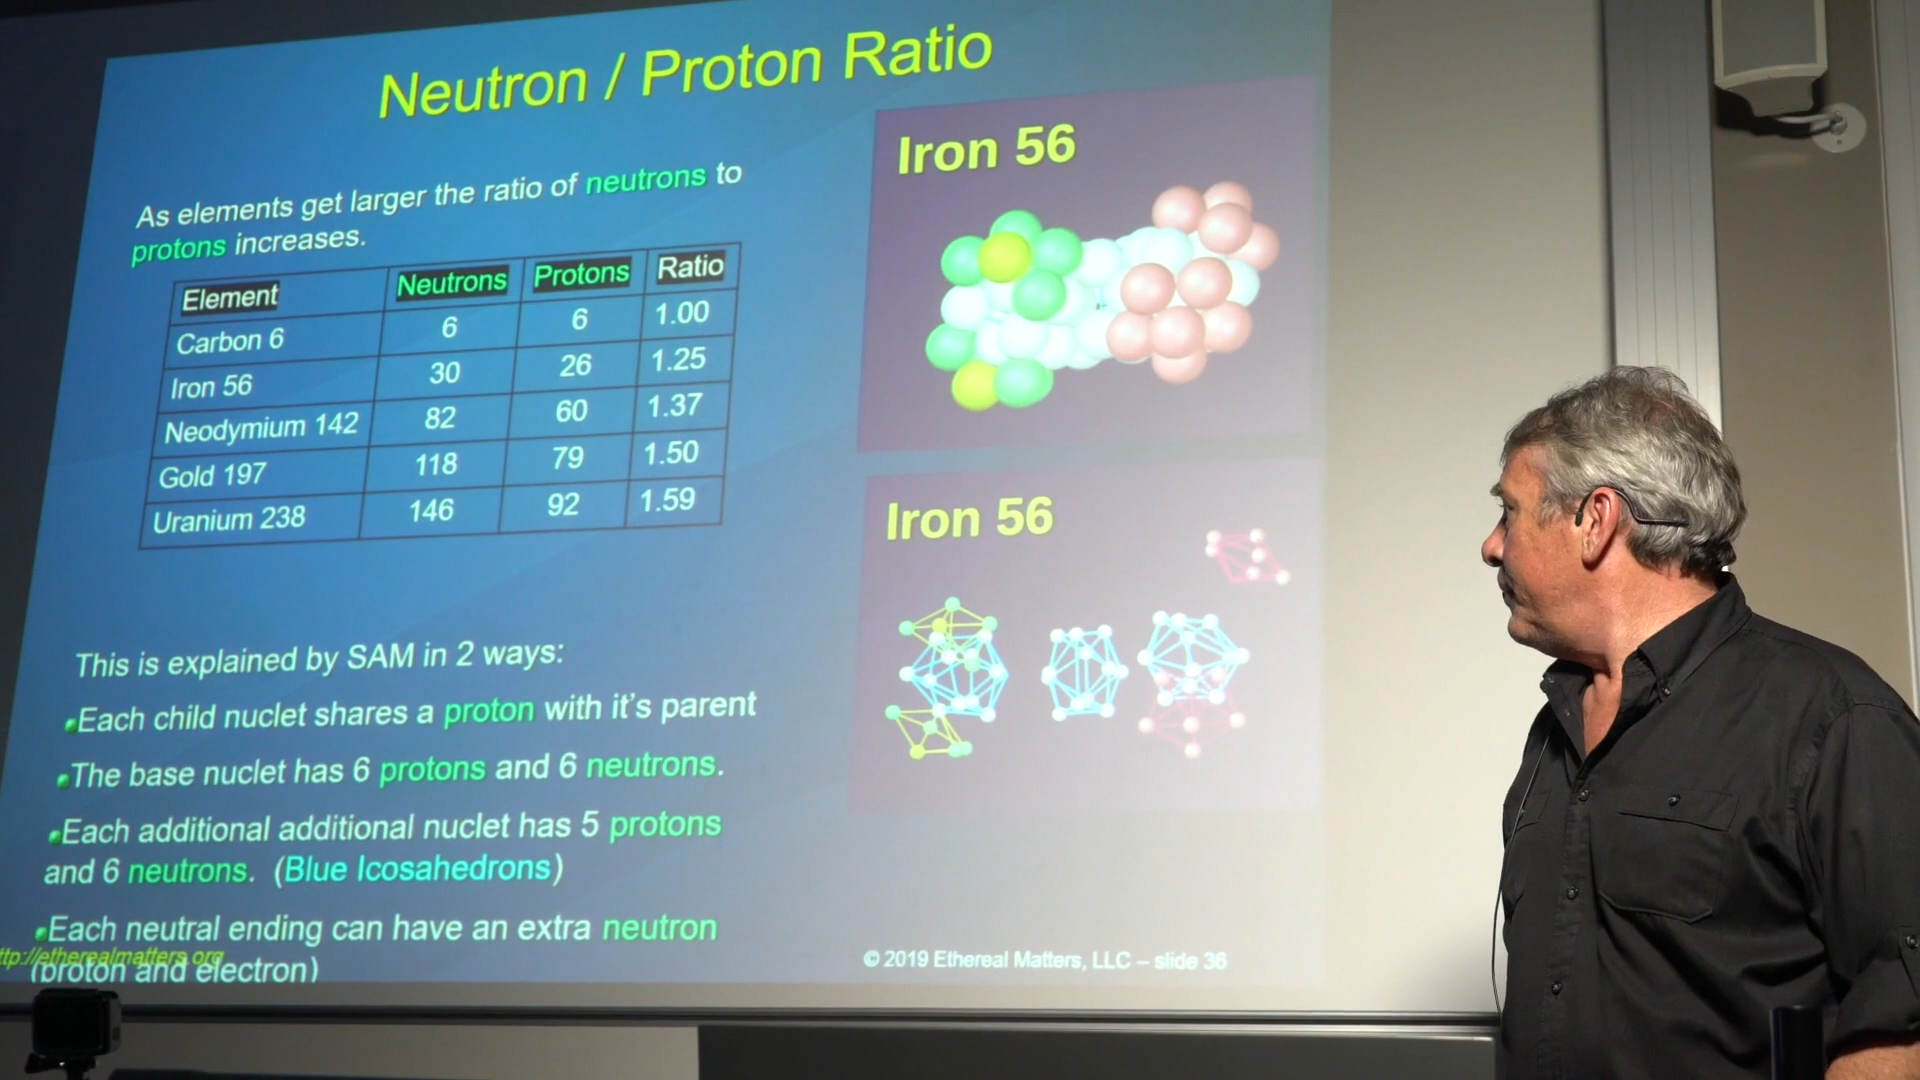 Neutron / Proton Ratio
As elements get larger the ratio of neutrons to
protons increases.
Element Neutrons Protons Ratio
Carbon 6 6 6 1.00
Iron 56 30 26 1.25
Neodymium 142 82 60 1.37
Gold 197 118 79 1.50
Uranium 238 146 92 1.59
This is explained by SAM in 2 ways:
Each child nuclet shares a proton with it's parent
The base nuclet has 6 protons and 6 neutrons.
Each additional additional nuclet has 5 protons
and 6 neutrons. (Blue Icosahedrons)
Each neutral ending can have an extra neutron
(proton and electron)
ttp://etherealmatters.org
Iron 56
Iron 56
© 2019 Ethereal Matters, LLC – slide 36